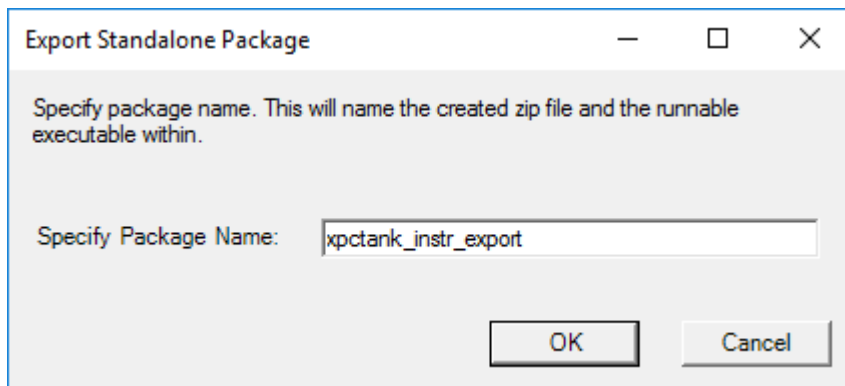 Export Standalone Package
Specify package name. This will name the created zip file and the runnable
executable within.
Specify Package Name: xpctank_instr_export
OK Cancel